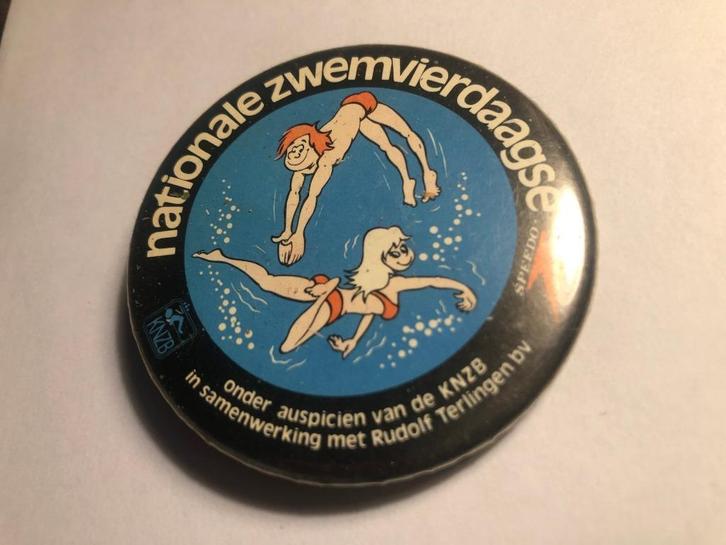 nationale zwemvierdaagse
SPEEDO
KNZB
onder auspicien van de KNZB
in samenwerking met Rudolf Terlingen bv